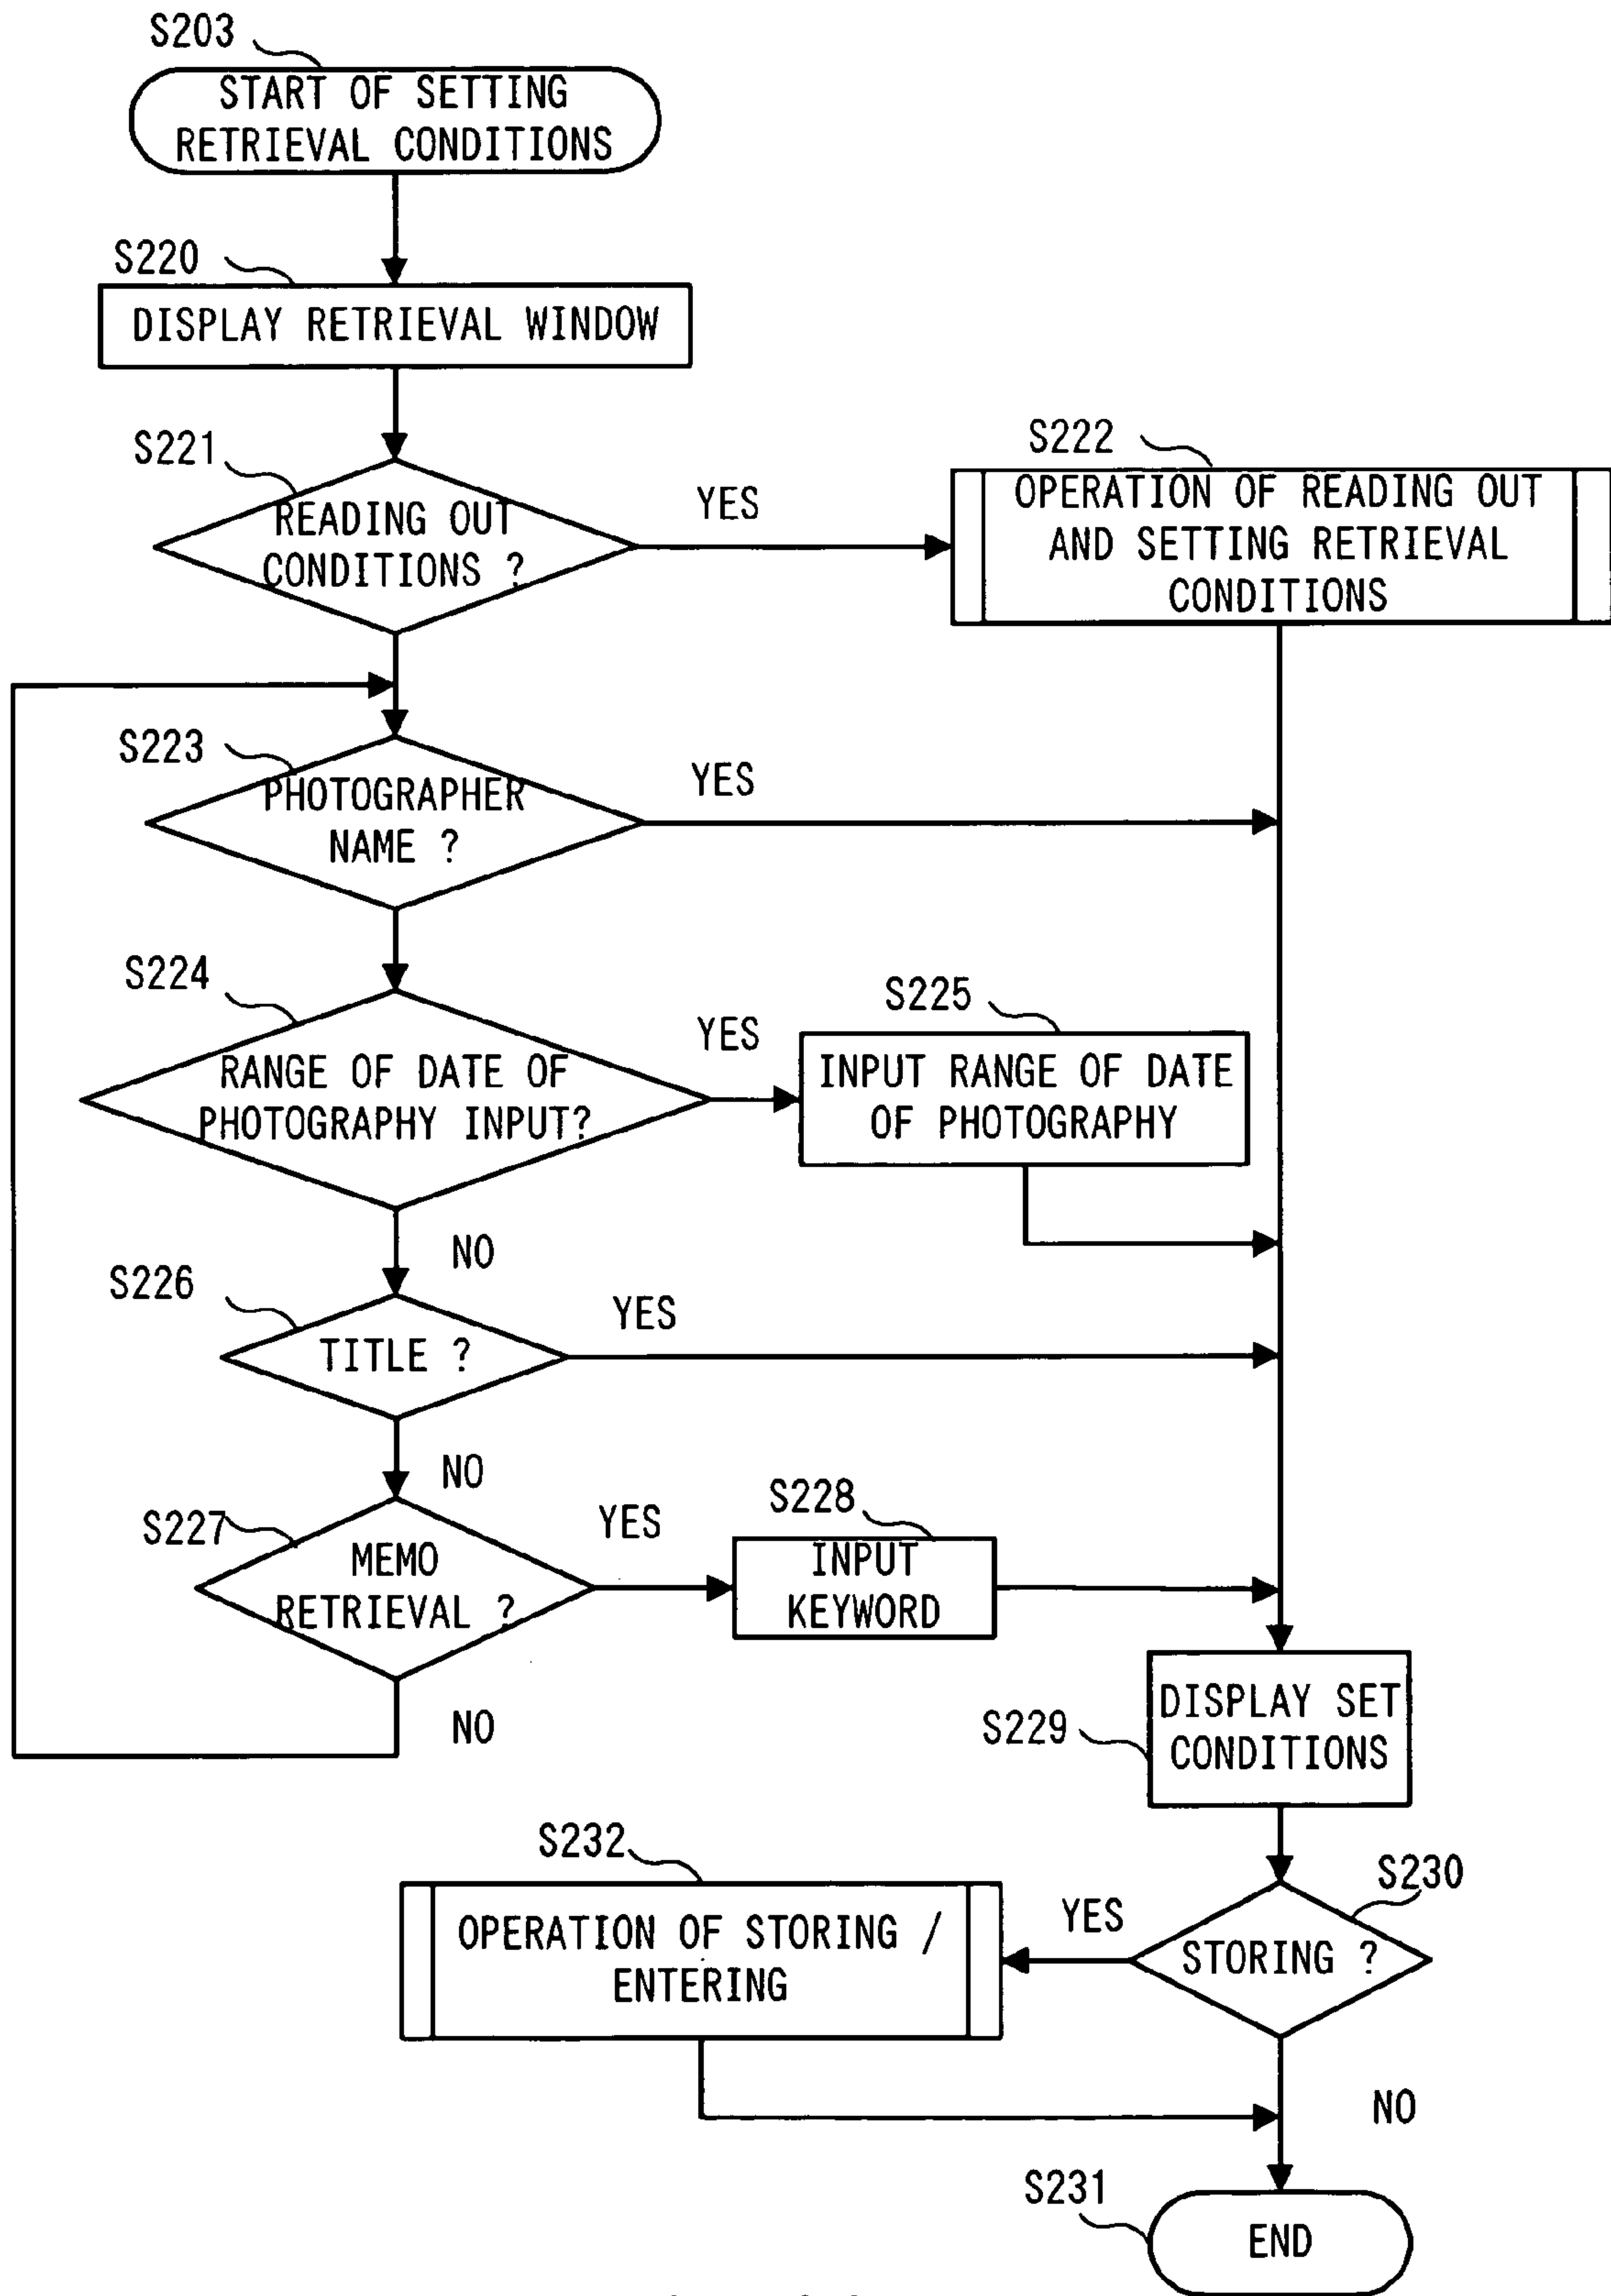 S203
START OF SETTING
RETRIEVAL CONDITIONS
S220
DISPLAY RETRIEVAL WINDOW
S221
READING OUT
CONDITIONS ?
YES
S222
OPERATION OF READING OUT
AND SETTING RETRIEVAL
CONDITIONS
S223
PHOTOGRAPHER
NAME ?
YES
S224
RANGE OF DATE OF
PHOTOGRAPHY INPUT?
YES
S225
INPUT RANGE OF DATE
OF PHOTOGRAPHY
NO
S226
TITLE ?
YES
NO
S227
MEMO
RETRIEVAL ?
YES
S228
INPUT
KEYWORD
NO
S229
DISPLAY SET
CONDITIONS
S230
STORING ?
YES
S232
OPERATION OF STORING /
ENTERING
NO
S231
END